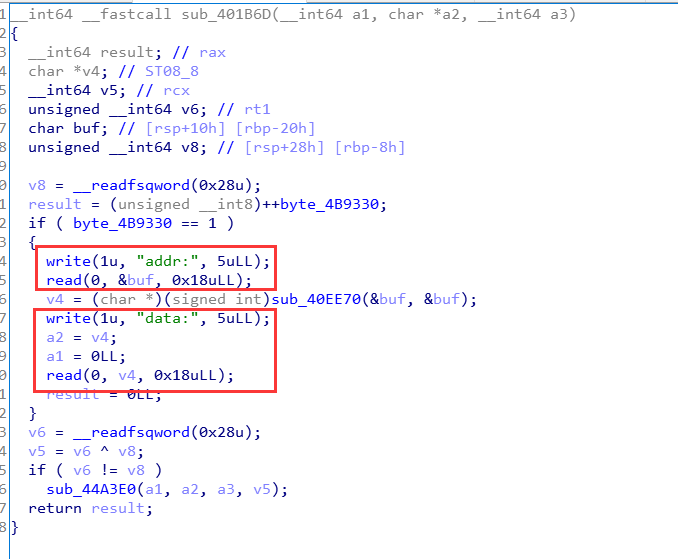 1 __int64 __fastcall sub_401B6D(__int64 a1, char *a2, __int64 a3)
2 {
3 __int64 result; // rax
4 char *v4; // ST08_8
5 __int64 v5; // rcx
6 unsigned __int64 v6; // rt1
7 char buf; // [rsp+10h] [rbp-20h]
8 unsigned __int64 v8; // [rsp+28h] [rbp-8h]
9
0 v8 = __readfsqword(0x28u);
1 result = (unsigned __int8)++byte_4B9330;
2 if ( byte_4B9330 == 1 )
3 {
4 write(1u, "addr:", 5uLL);
5 read(0, &buf, 0x18uLL);
6 v4 = (char *)(signed int)sub_40EE70(&buf, &buf);
7 write(1u, "data:", 5uLL);
8 a2 = v4;
9 a1 = 0LL;
0 read(0, v4, 0x18uLL);
1 result = 0LL;
2 }
3 v6 = __readfsqword(0x28u);
4 v5 = v6 ^ v8;
5 if ( v6 != v8 )
6 sub_44A3E0(a1, a2, a3, v5);
7 return result;
8 }